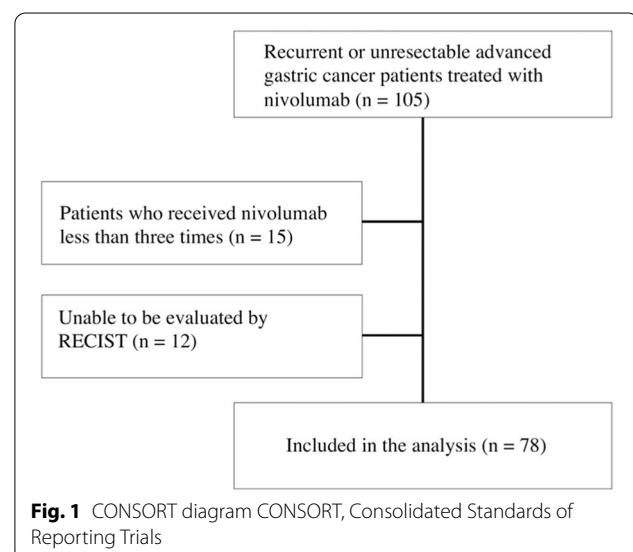 Recurrent or unresectable advanced
gastric cancer patients treated with
nivolumab (n = 105)
Patients who received nivolumab
less than three times (n = 15)
Unable to be evaluated by
RECIST (n = 12)
Included in the analysis (n = 78)
Fig. 1 CONSORT diagram CONSORT, Consolidated Standards of
Reporting Trials